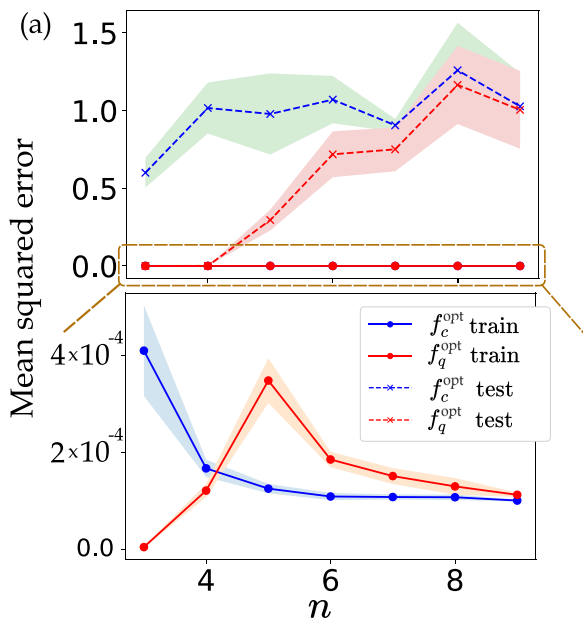 (a)
Mean squared error
1.5
1.0
0.5
0.0
4×10⁻⁴
2×10⁻⁴
0.0
f_c^opt train
f_q^opt train
f_c^opt test
f_q^opt test
4 6 8
n